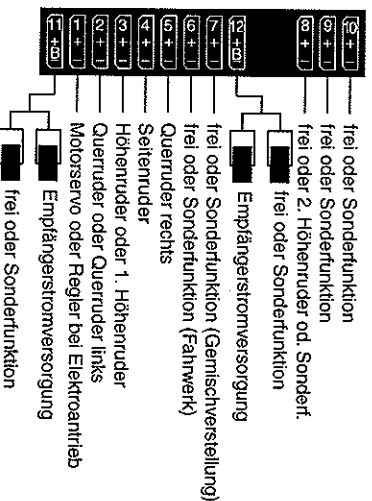 10 + -
9 + -
8 + -
12 + B
7 + -
6 + -
5 + -
4 + -
3 + -
2 + -
1 + -
11 + B
frei oder Sonderfunktion
frei oder Sonderfunktion
frei oder 2. Höhenruder od. Sonderf.
frei oder Sonderfunktion
Empfängerstromversorgung
frei oder Sonderfunktion (Gemischverstellung)
frei oder Sonderfunktion (Fahrwerk)
Querruder rechts
Seitenruder
Höhenruder oder 1. Höhenruder
Querruder oder Querruder links
Motorservo oder Regler bei Elektroantrieb
Empfängerstromversorgung
frei oder Sonderfunktion